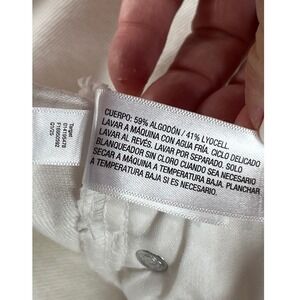 CUERPO: 59% ALGODÓN / 41% LYOCELL.
LAVAR A MÁQUINA CON AGUA FRIA. CICLO DELICADO
LAVAR AL REVÉS. LAVAR POR SEPARADO. SOLO
BLANQUEADOR SIN CLORO CUANDO SEA NECESARIO
SECAR A MÁQUINA A TEMPERATURA BAJA. PLANCHAR
A TEMPERATURA BAJA SI ES NECESARIO.